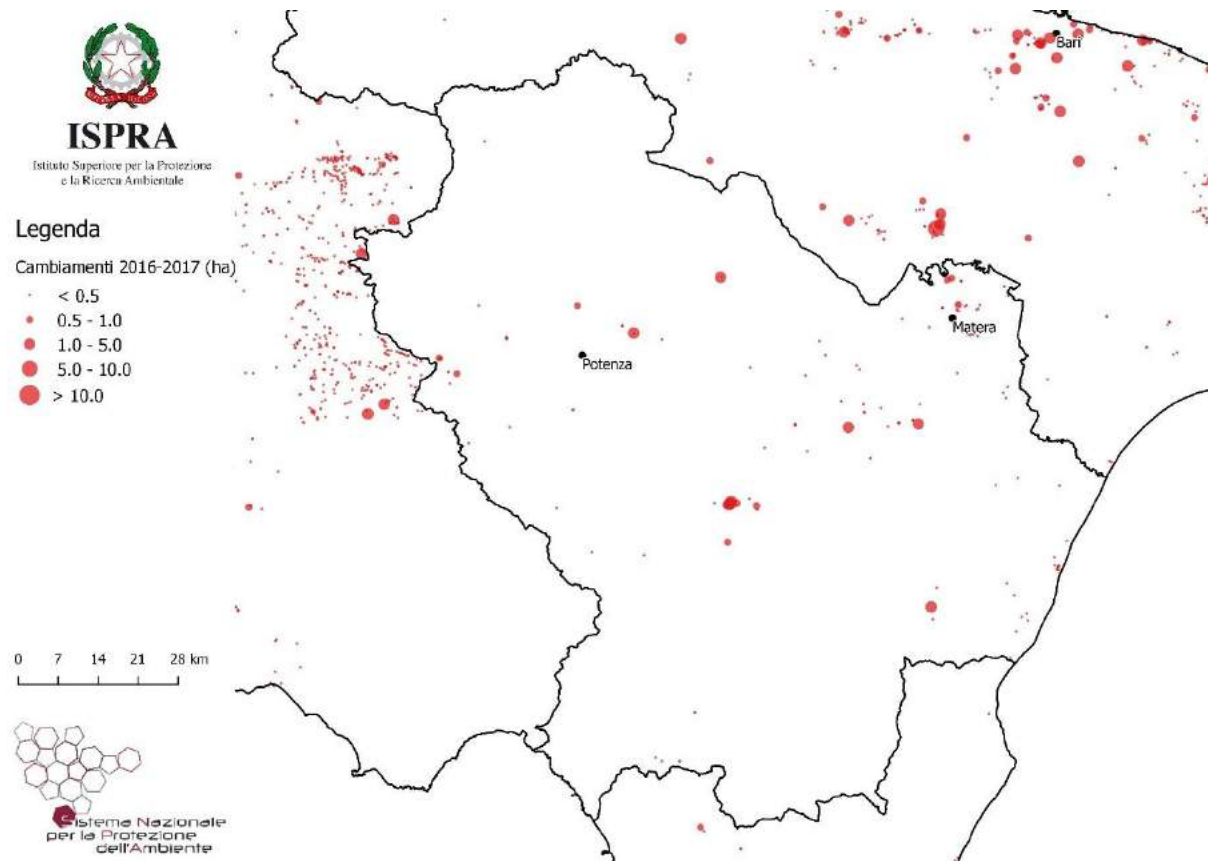 ISPRA
Istituto Superiore per la Protezione
e la Ricerca Ambientale
Legenda
Cambiamenti 2016-2017 (ha)
< 0.5
0.5 - 1.0
1.0 - 5.0
5.0 - 10.0
> 10.0
Bari
Matera
Potenza
0 7 14 21 28 km
Sistema Nazionale
per la Protezione
dell'Ambiente